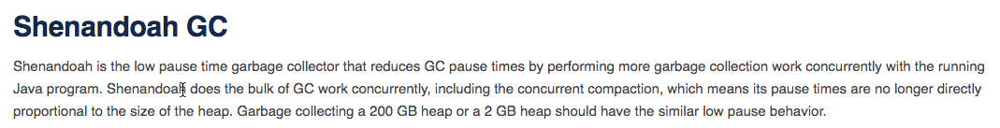 Shenandoah GC
Shenandoah is the low pause time garbage collector that reduces GC pause times by performing more garbage collection work concurrently with the running
Java program. Shenandoah does the bulk of GC work concurrently, including the concurrent compaction, which means its pause times are no longer directly
proportional to the size of the heap. Garbage collecting a 200 GB heap or a 2 GB heap should have the similar low pause behavior.